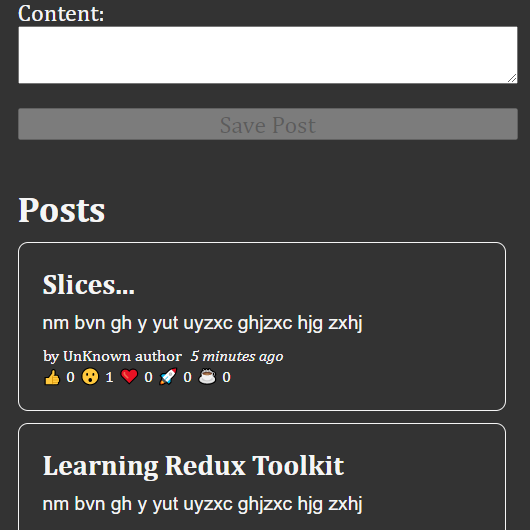 Content:
Save Post
Posts
Slices...
nm bvn gh y yut uyzxc ghjzxc hjg zxhj
by UnKnown author 5 minutes ago
👍 0 😮 1 ❤️ 0 🚀 0 ☕ 0
Learning Redux Toolkit
nm bvn gh y yut uyzxc ghjzxc hjg zxhj